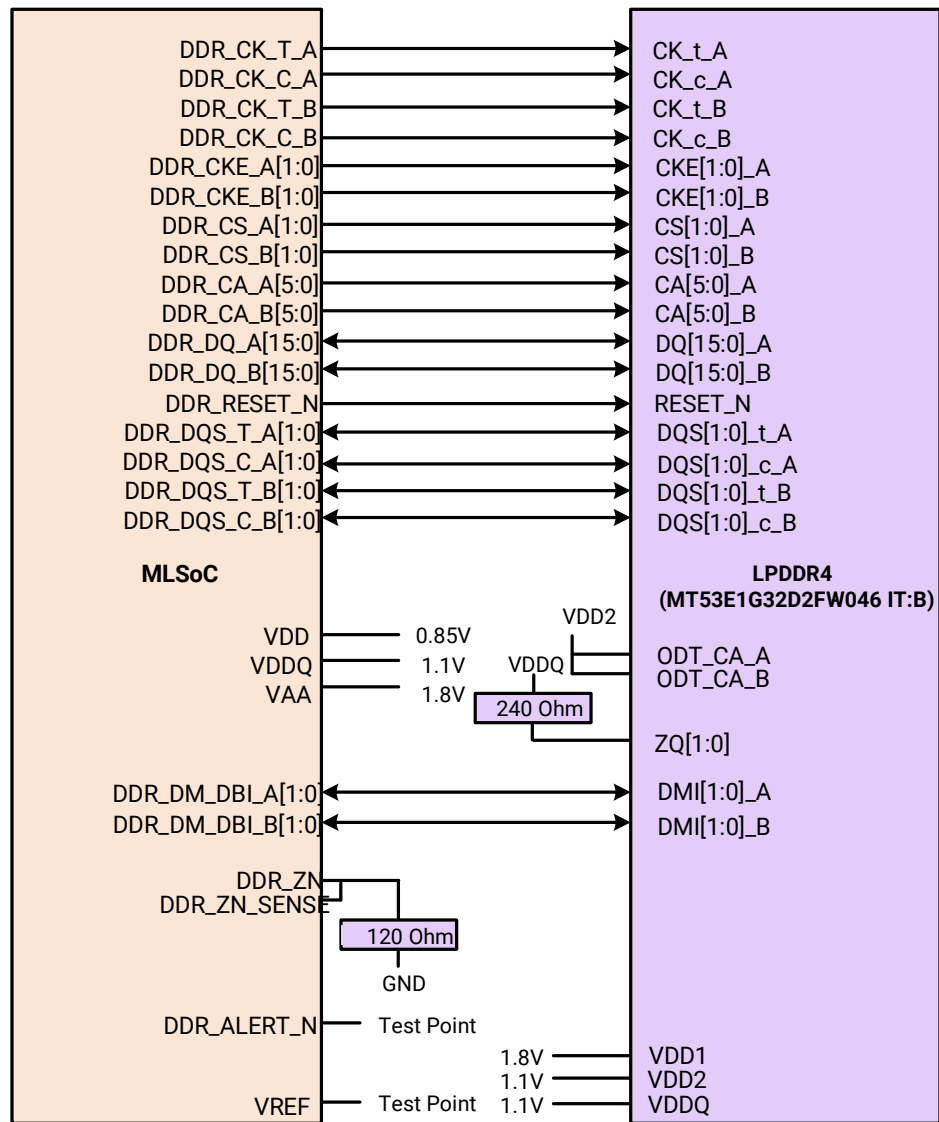 DDR_CK_T_A CK_t_A
DDR_CK_C_A CK_c_A
DDR_CK_T_B CK_t_B
DDR_CK_C_B CK_c_B
DDR_CKE_A[1:0] CKE[1:0]_A
DDR_CKE_B[1:0] CKE[1:0]_B
DDR_CS_A[1:0] CS[1:0]_A
DDR_CS_B[1:0] CS[1:0]_B
DDR_CA_A[5:0] CA[5:0]_A
DDR_CA_B[5:0] CA[5:0]_B
DDR_DQ_A[15:0] DQ[15:0]_A
DDR_DQ_B[15:0] DQ[15:0]_B
DDR_RESET_N RESET_N
DDR_DQS_T_A[1:0] DQS[1:0]_t_A
DDR_DQS_C_A[1:0] DQS[1:0]_c_A
DDR_DQS_T_B[1:0] DQS[1:0]_t_B
DDR_DQS_C_B[1:0] DQS[1:0]_c_B
MLSoC LPDDR4
(MT53E1G32D2FW046 IT:B)
VDD2
VDD 0.85V
ODT_CA_A
VDDQ 1.1V VDDQ
ODT_CA_B
VAA 1.8V
240 Ohm
ZQ[1:0]
DDR_DM_DBI_A[1:0] DMI[1:0]_A
DDR_DM_DBI_B[1:0] DMI[1:0]_B
DDR_ZN
DDR_ZN_SENSE
120 Ohm
GND
DDR_ALERT_N Test Point
1.8V VDD1
1.1V VDD2
VREF Test Point 1.1V VDDQ